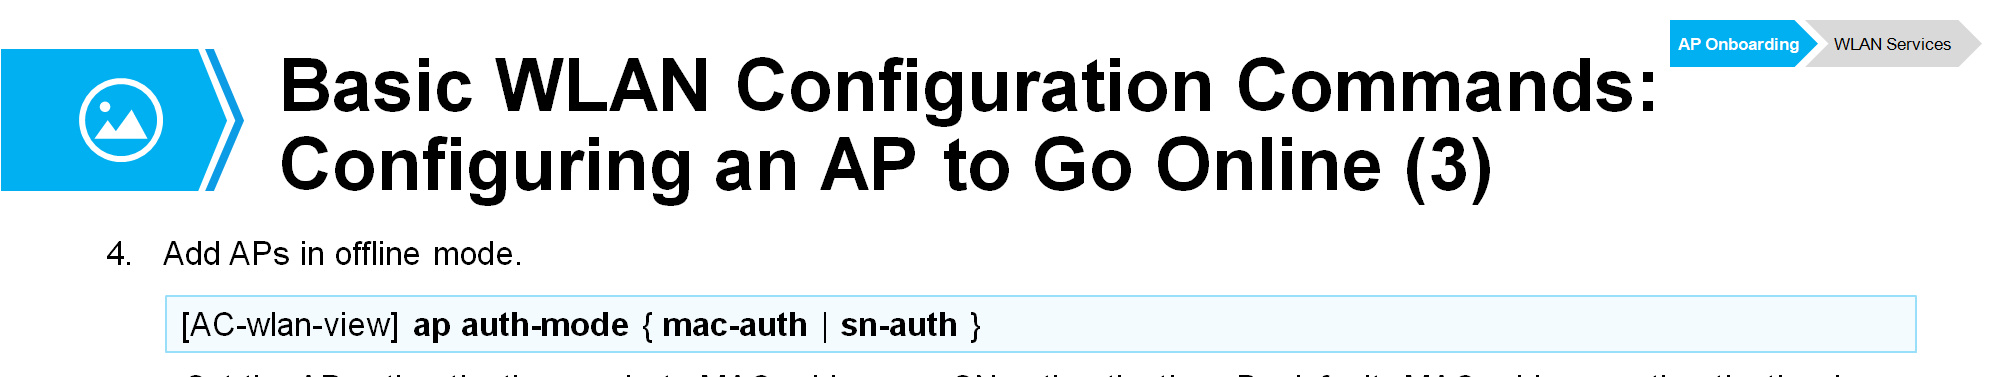 AP Onboarding WLAN Services
Basic WLAN Configuration Commands:
Configuring an AP to Go Online (3)
4. Add APs in offline mode.
[AC-wlan-view] ap auth-mode { mac-auth | sn-auth }